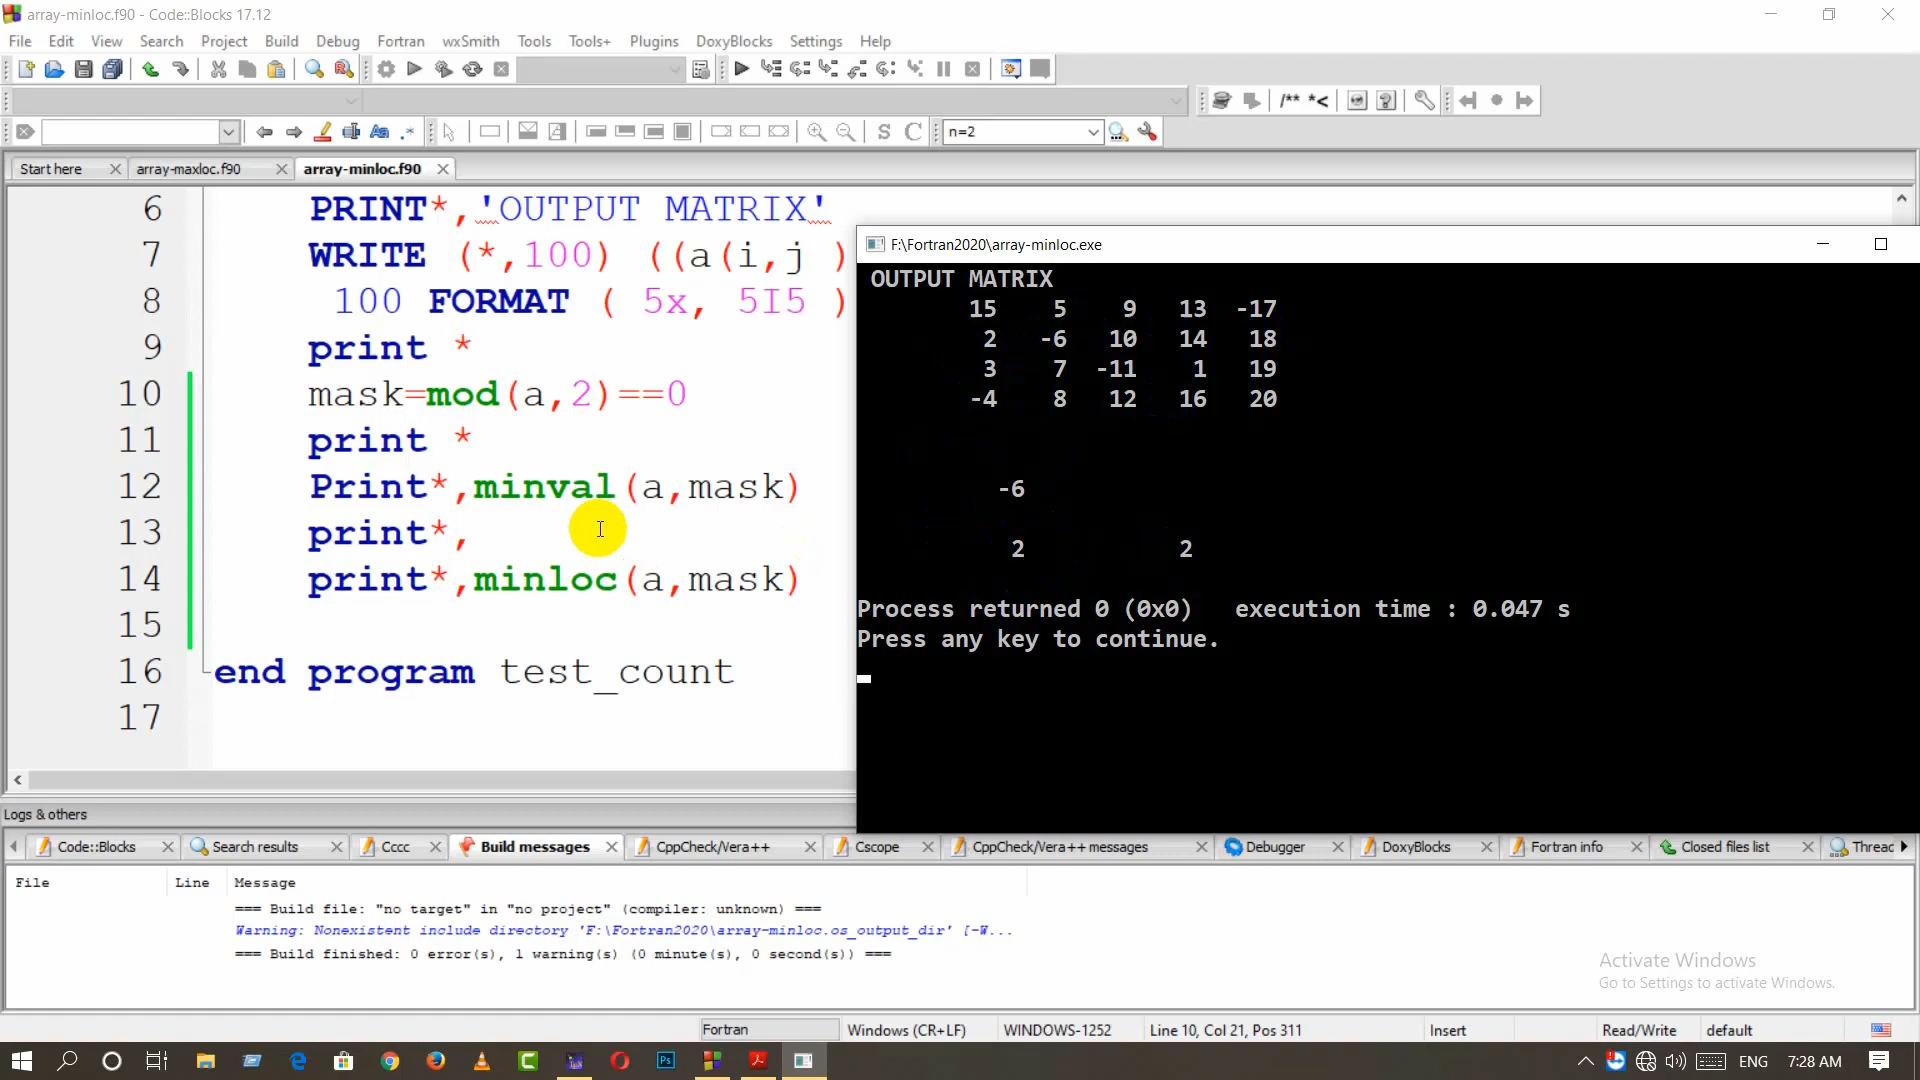 array-minloc.f90 - Code::Blocks 17.12
File Edit View Search Project Build Debug Fortran wxSmith Tools Tools+ Plugins DoxyBlocks Settings Help
/** *<
S C n=2
Start here array-maxloc.f90 array-minloc.f90
6 PRINT*,'OUTPUT MATRIX'
7 WRITE (*,100) ((a(i,j )
8 100 FORMAT ( 5x, 5I5 )
9 print *
10 mask=mod(a,2)==0
11 print *
12 Print*,minval(a,mask)
13 print*,
14 print*,minloc(a,mask)
15
16 end program test_count
17
F:\Fortran2020\array-minloc.exe
OUTPUT MATRIX
15 5 9 13 -17
2 -6 10 14 18
3 7 -11 1 19
-4 8 12 16 20
-6
2 2
Process returned 0 (0x0) execution time : 0.047 s
Press any key to continue.
Logs & others
Code::Blocks Search results Cccc Build messages CppCheck/Vera++ Cscope CppCheck/Vera++ messages Debugger DoxyBlocks Fortran info Closed files list Threac
File Line Message
=== Build file: "no target" in "no project" (compiler: unknown) ===
Warning: Nonexistent include directory 'F:\Fortran2020\array-minloc.os_output_dir' [-W...
=== Build finished: 0 error(s), 1 warning(s) (0 minute(s), 0 second(s)) ===
Activate Windows
Go to Settings to activate Windows.
Fortran Windows (CR+LF) WINDOWS-1252 Line 10, Col 21, Pos 311 Insert Read/Write default
ENG 7:28 AM